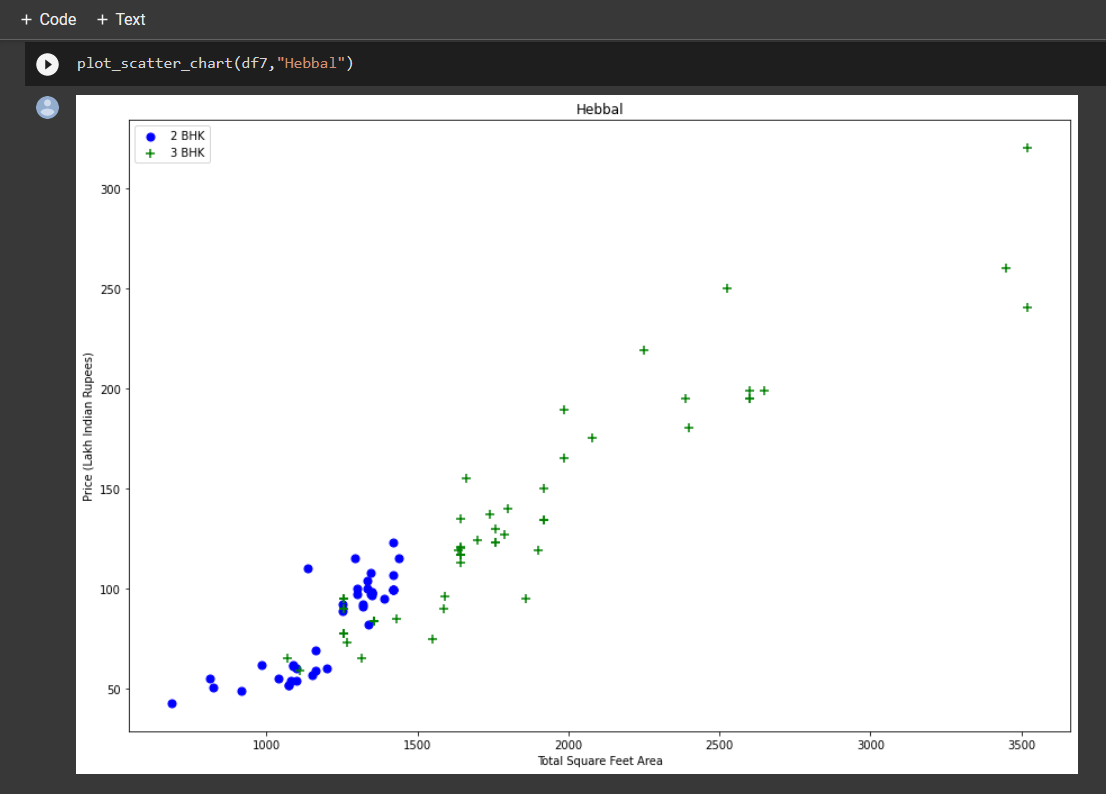 + Code + Text
plot_scatter_chart(df7,"Hebbal")
Hebbal
2 BHK
3 BHK
300
250
200
150
100
50
Price (Lakh Indian Rupees)
1000 1500 2000 2500 3000 3500
Total Square Feet Area